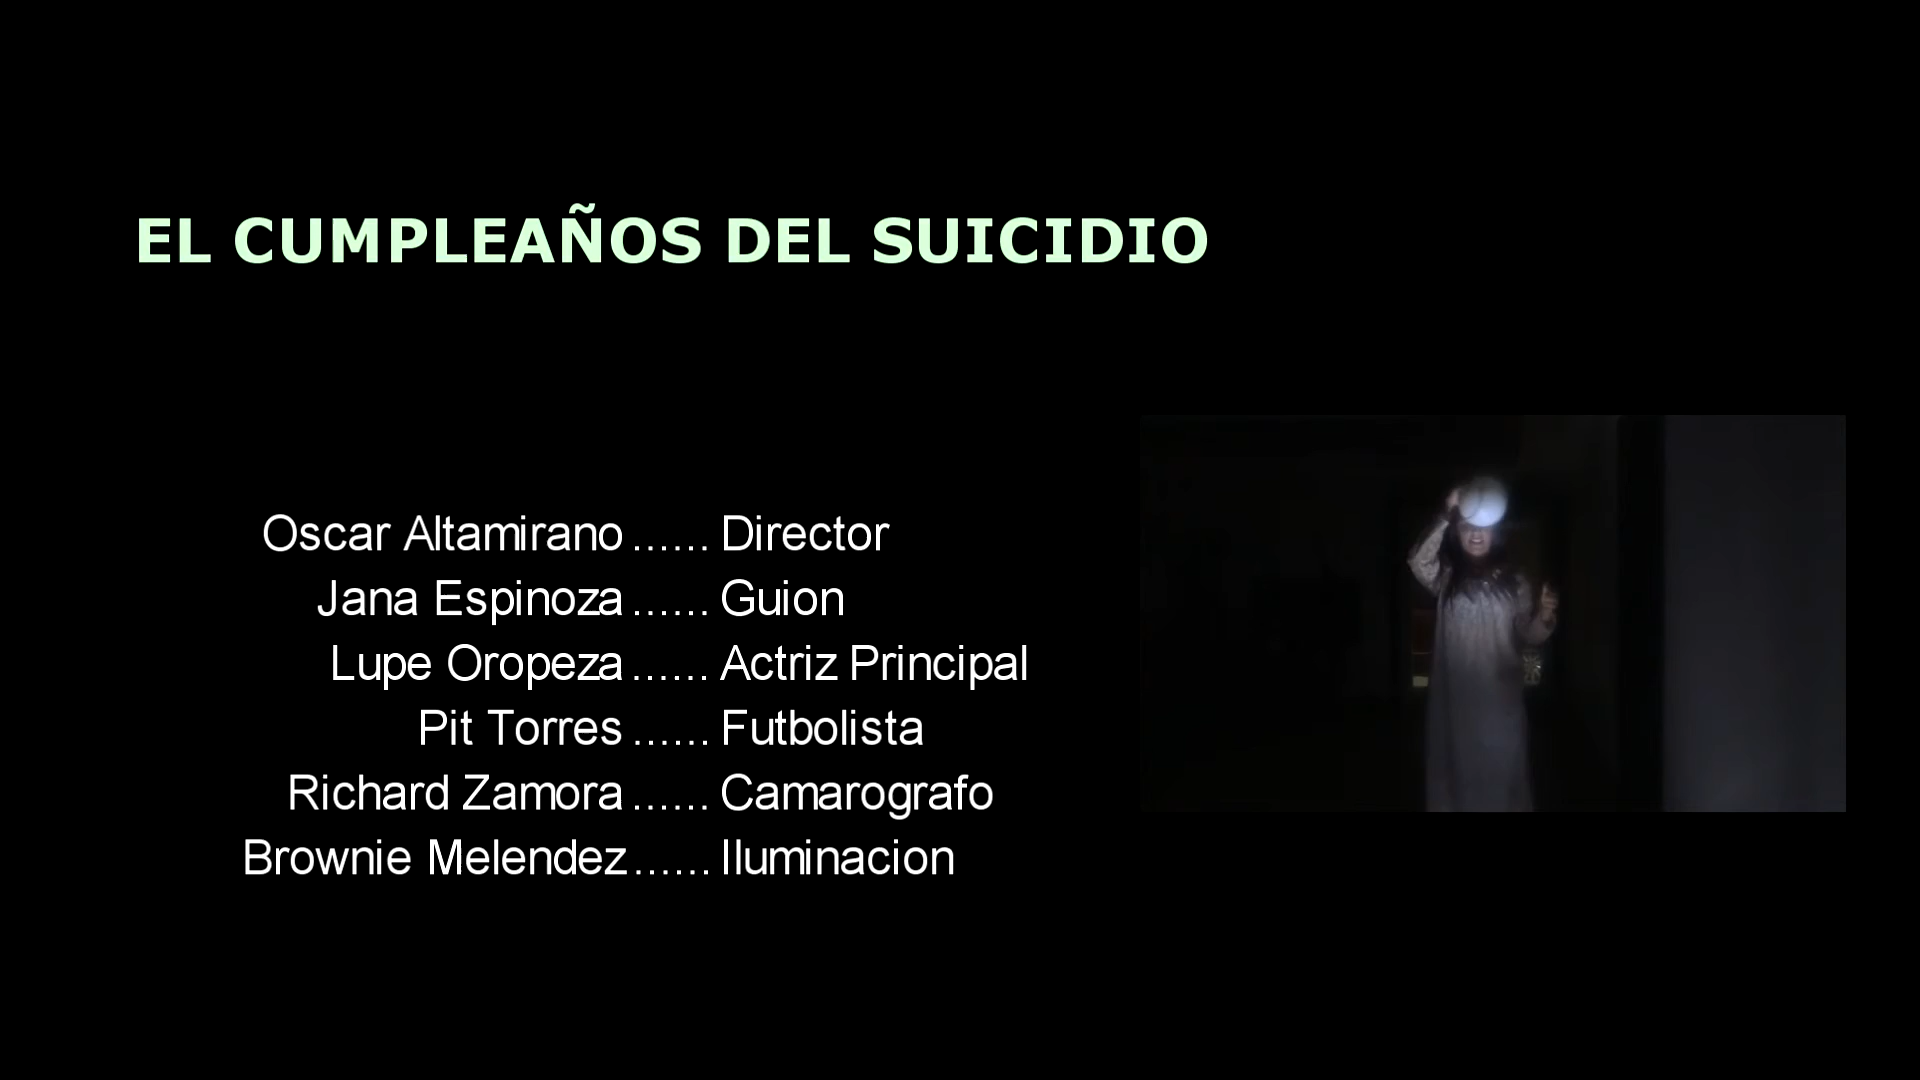 EL CUMPLEAÑOS DEL SUICIDIO
Oscar Altamirano ...... Director
Jana Espinoza ...... Guion
Lupe Oropeza ...... Actriz Principal
Pit Torres ...... Futbolista
Richard Zamora ...... Camarografo
Brownie Melendez ...... Iluminacion